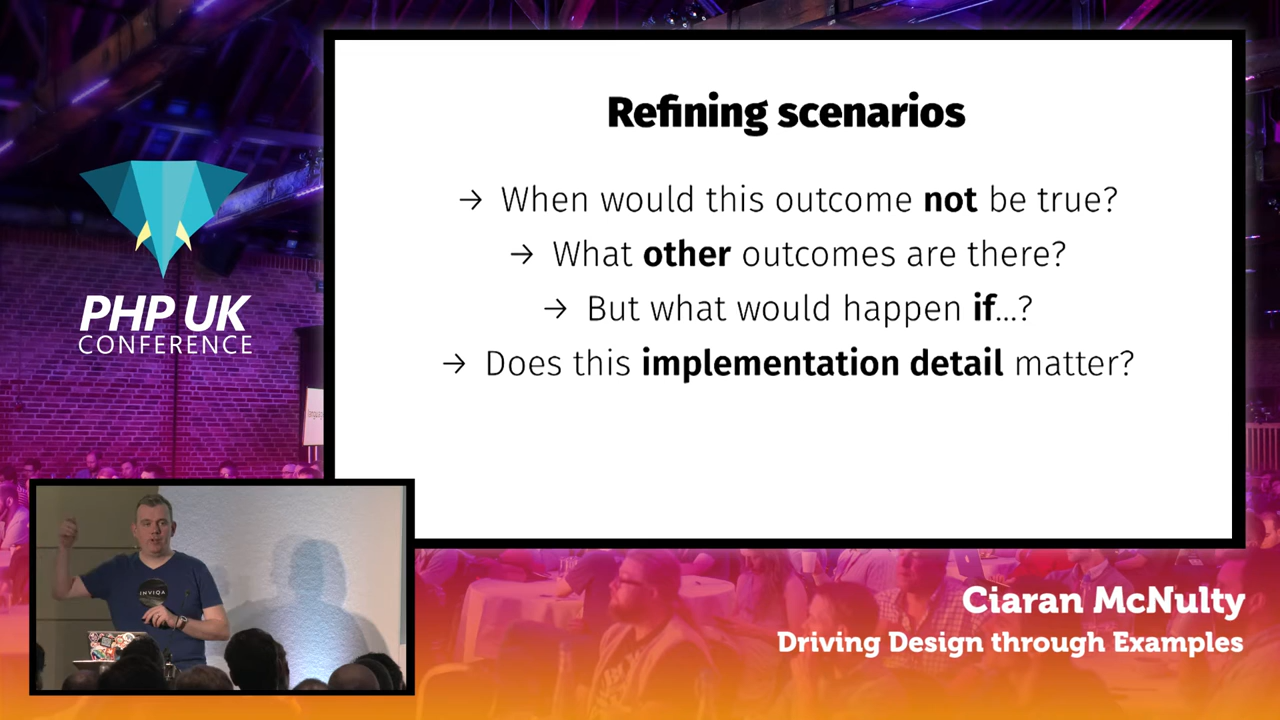 Refining scenarios
→ When would this outcome not be true?
→ What other outcomes are there?
→ But what would happen if...?
→ Does this implementation detail matter?
PHP UK
CONFERENCE
INVIQA
Ciaran McNulty
Driving Design through Examples